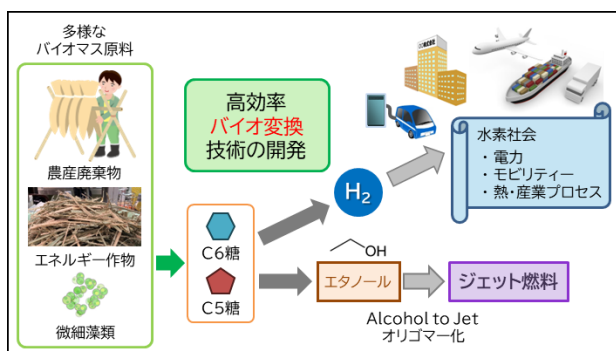 多様な
バイオマス原料
農産廃棄物
エネルギー作物
微細藻類
高効率
バイオ変換
技術の開発
C6糖
C5糖
H2
水素社会
・電力
・モビリティー
・熱・産業プロセス
OH
エタノール
ジェット燃料
Alcohol to Jet
オリゴマー化